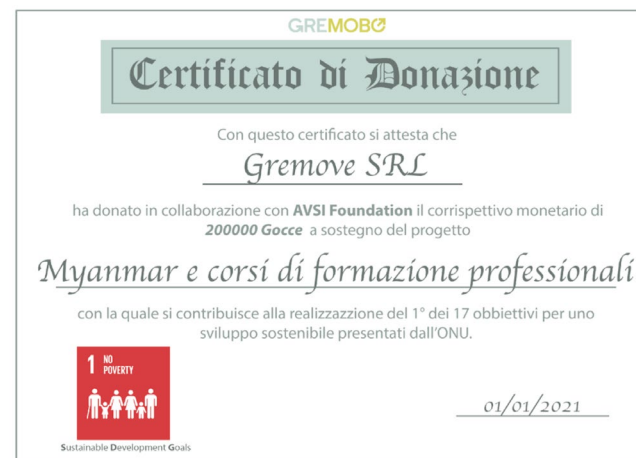 GREMOBO
Certificato di Donazione
Con questo certificato si attesta che
Gremove SRL
ha donato in collaborazione con AVSI Foundation il corrispettivo monetario di
200000 Gocce a sostegno del progetto
Myanmar e corsi di formazione professionali
con la quale si contribuisce alla realizzazzione del 1° dei 17 obbiettivi per uno
sviluppo sostenibile presentati dall'ONU.
1 NO
POVERTY
01/01/2021
Sustainable Development Goals